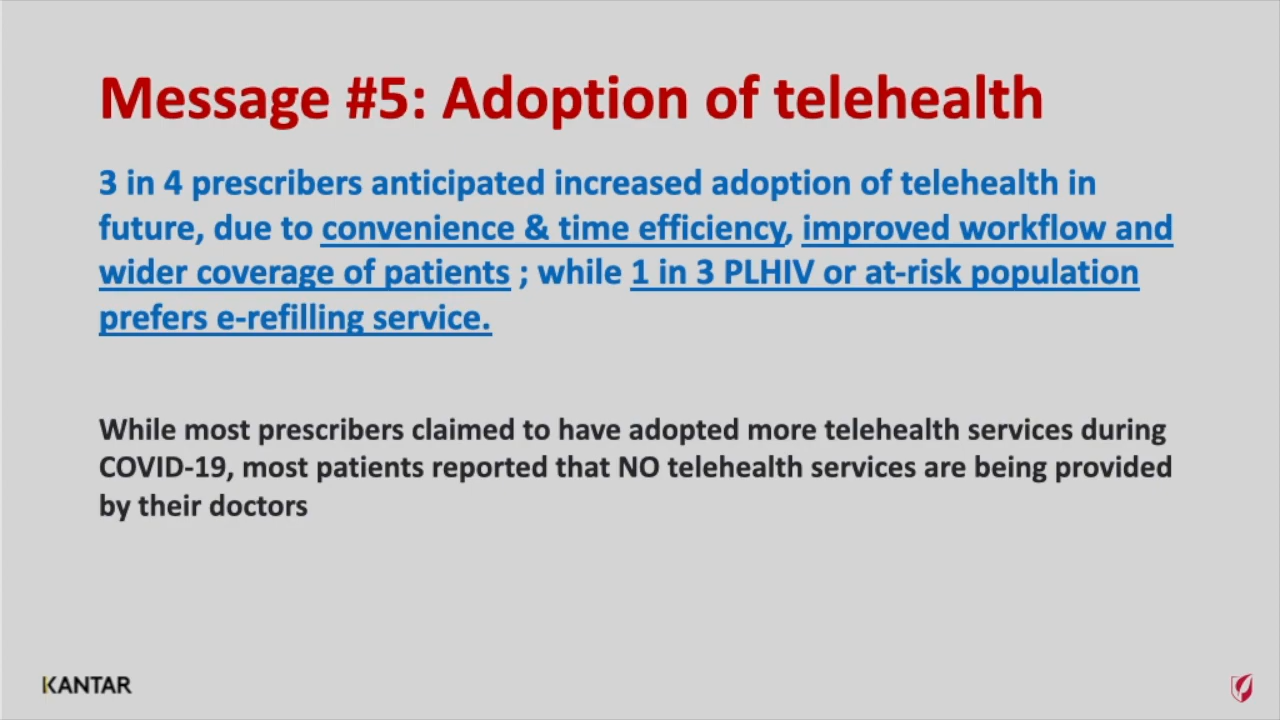 Message #5: Adoption of telehealth
3 in 4 prescribers anticipated increased adoption of telehealth in
future, due to convenience & time efficiency, improved workflow and
wider coverage of patients ; while 1 in 3 PLHIV or at-risk population
prefers e-refilling service.
While most prescribers claimed to have adopted more telehealth services during
COVID-19, most patients reported that NO telehealth services are being provided
by their doctors
KANTAR